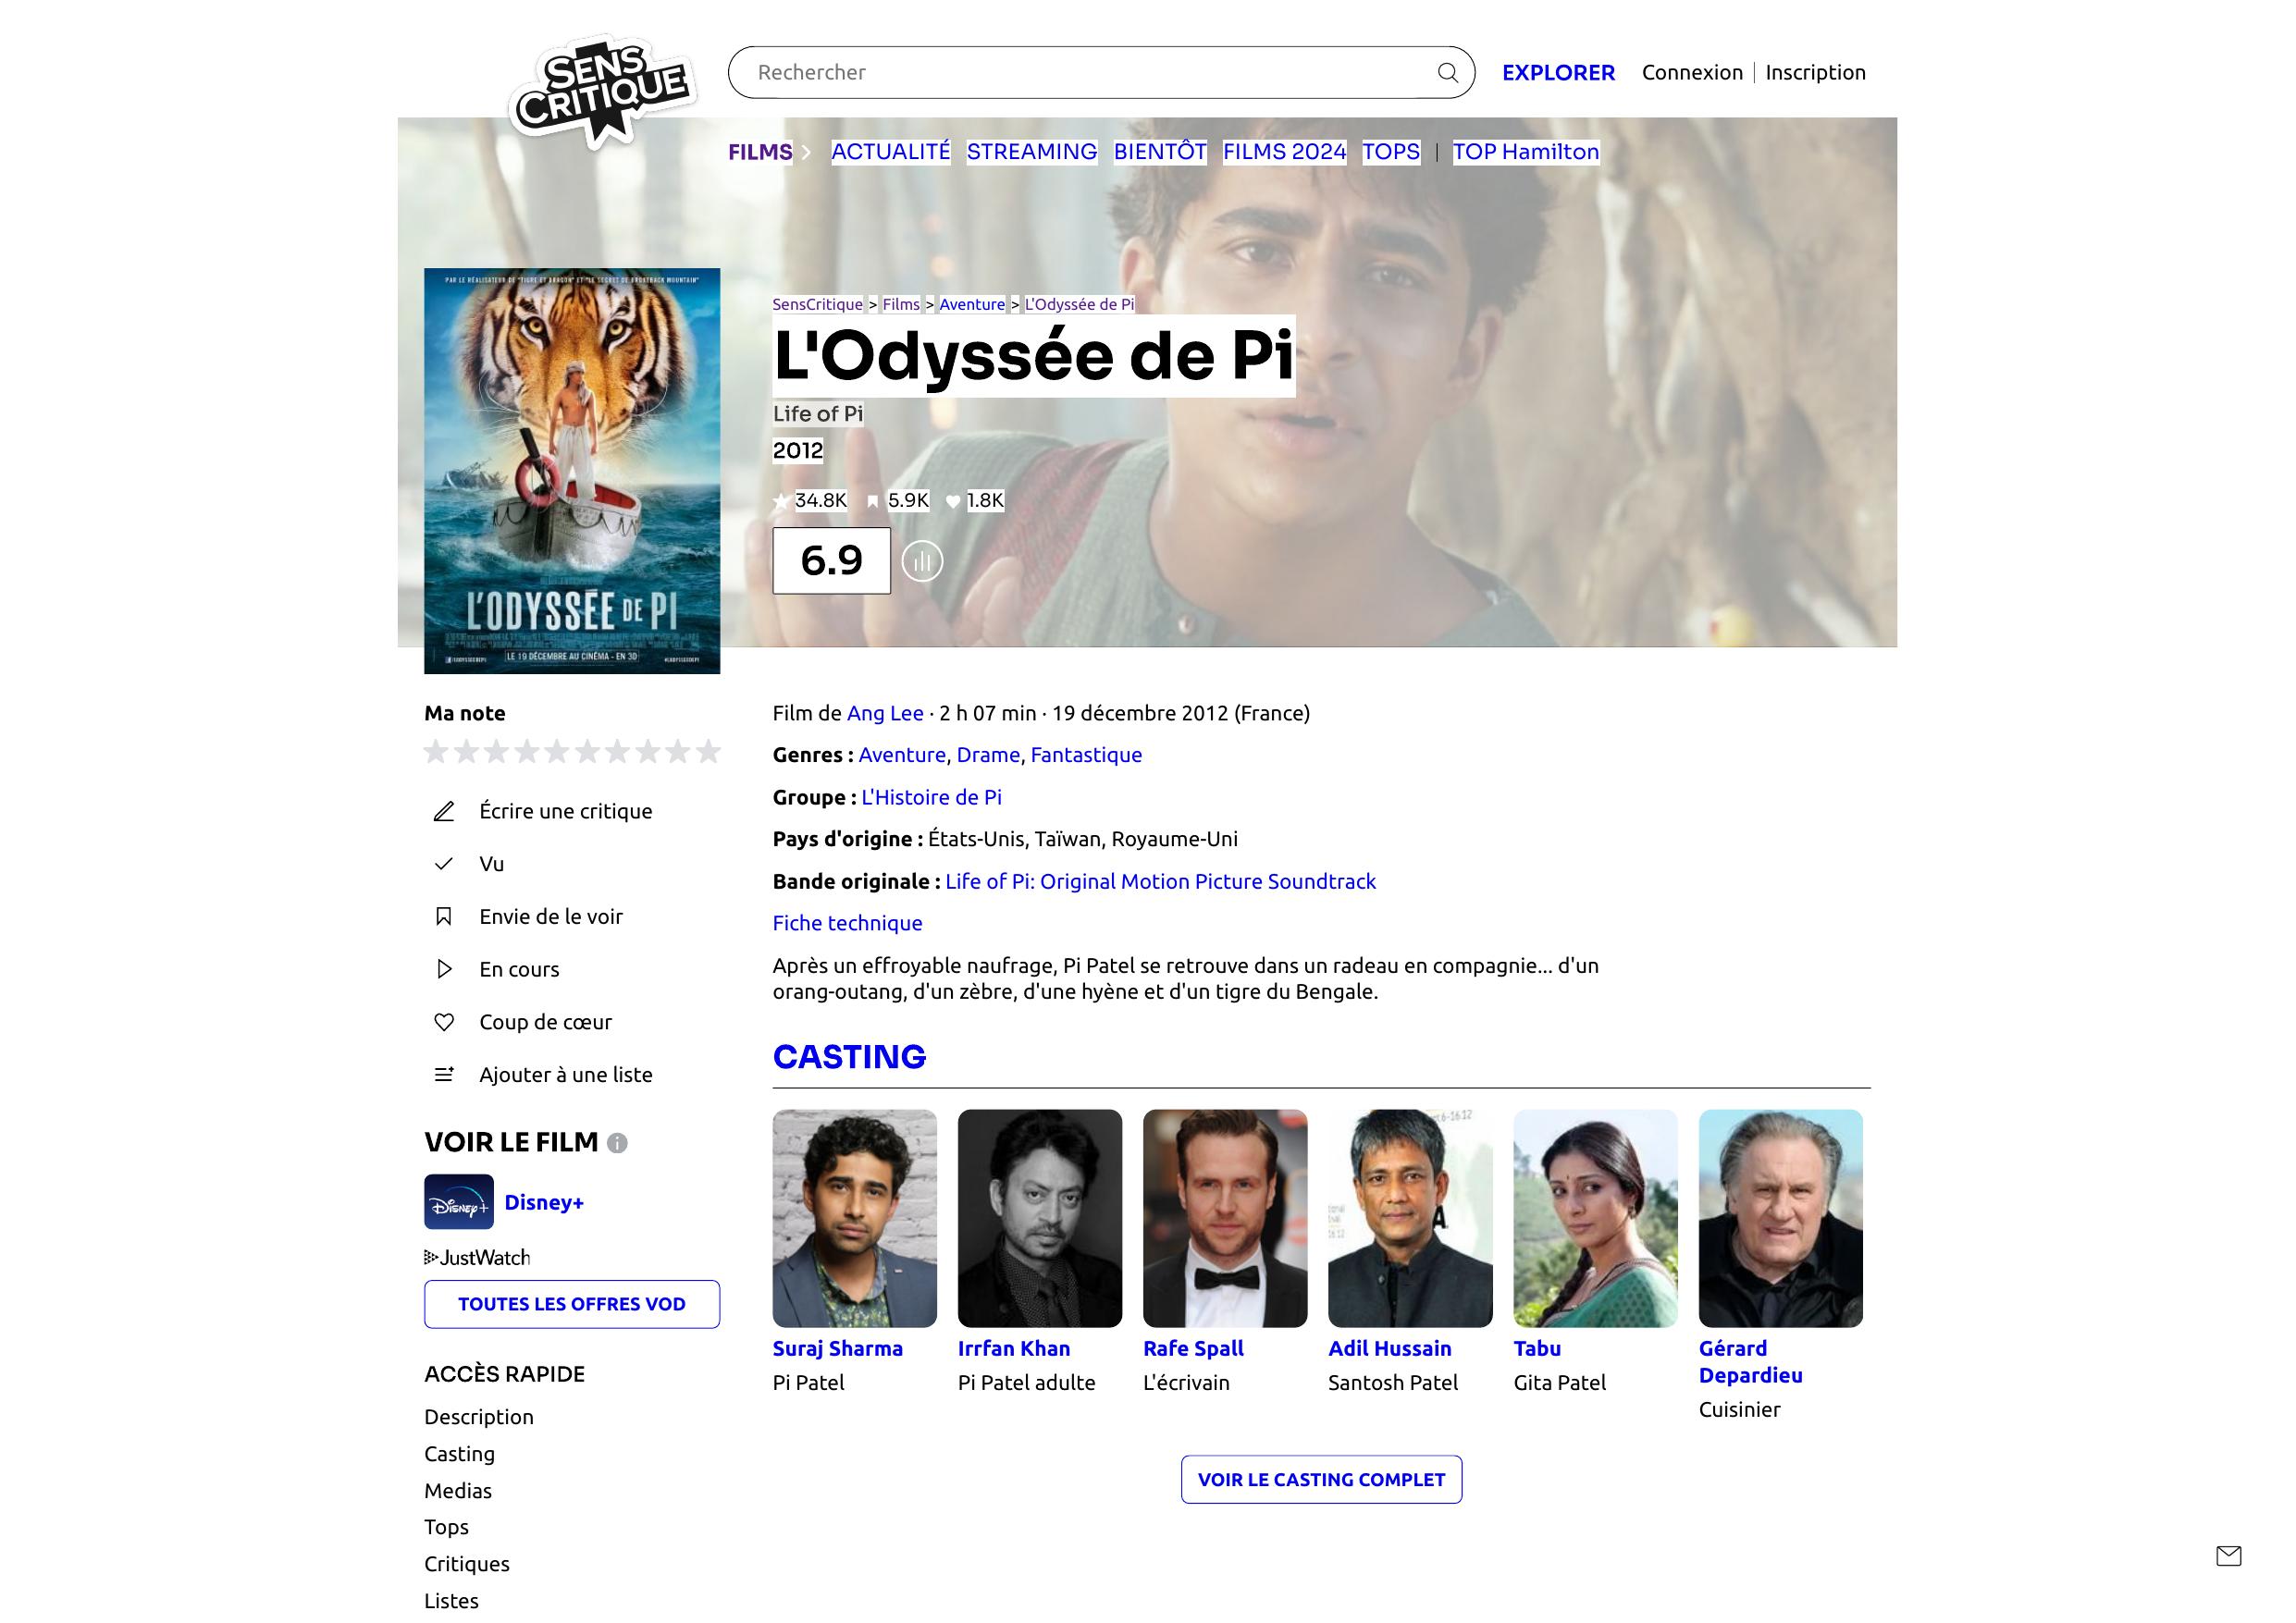 SENS
CRITIQUE
Rechercher
EXPLORER
Connexion | Inscription
FILMS
ACTUALITÉ
STREAMING
BIENTÔT
FILMS 2024
TOPS
|
TOP Hamilton
PAR LE RÉALISATEUR DE "TIGRE ET DRAGON" ET "LE SECRET DE BROKEBACK MOUNTAIN"
L'ODYSSÉE DE PI
LE 19 DÉCEMBRE AU CINÉMA - EN 3D
SensCritique > Films > Aventure > L'Odyssée de Pi
L'Odyssée de Pi
Life of Pi
2012
34.8K 5.9K 1.8K
6.9
Ma note
Écrire une critique
Vu
Envie de le voir
En cours
Coup de cœur
Ajouter à une liste
VOIR LE FILM
Disney+
Disney+
JustWatch
TOUTES LES OFFRES VOD
ACCÈS RAPIDE
Description
Casting
Medias
Tops
Critiques
Listes
Film de Ang Lee · 2 h 07 min · 19 décembre 2012 (France)
Genres : Aventure, Drame, Fantastique
Groupe : L'Histoire de Pi
Pays d'origine : États-Unis, Taïwan, Royaume-Uni
Bande originale : Life of Pi: Original Motion Picture Soundtrack
Fiche technique
Après un effroyable naufrage, Pi Patel se retrouve dans un radeau en compagnie... d'un
orang-outang, d'un zèbre, d'une hyène et d'un tigre du Bengale.
CASTING
Suraj Sharma
Pi Patel
Irrfan Khan
Pi Patel adulte
Rafe Spall
L'écrivain
Adil Hussain
Santosh Patel
Tabu
Gita Patel
Gérard
Depardieu
Cuisinier
VOIR LE CASTING COMPLET